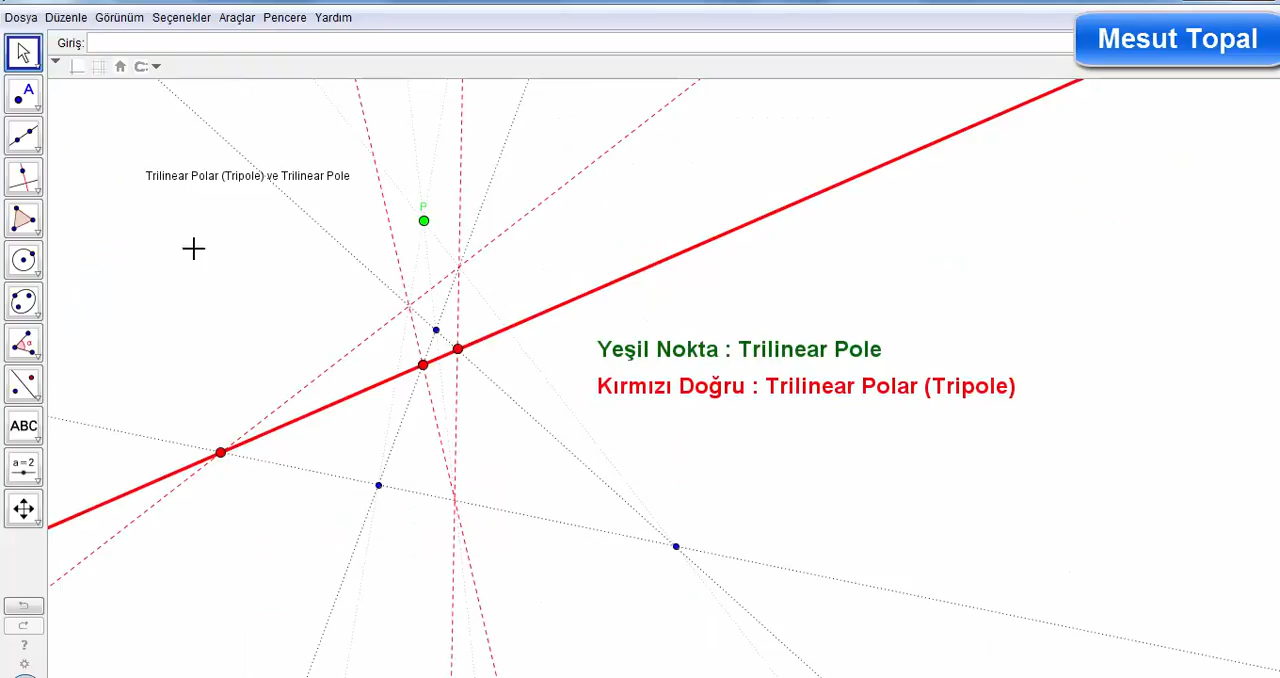 Dosya Düzenle Görünüm Seçenekler Araçlar Pencere Yardım
Mesut Topal
Giriş:
A
Trilinear Polar (Tripole) ve Trilinear Pole
P
α
Yeşil Nokta : Trilinear Pole
Kırmızı Doğru : Trilinear Polar (Tripole)
ABC
a=2
?